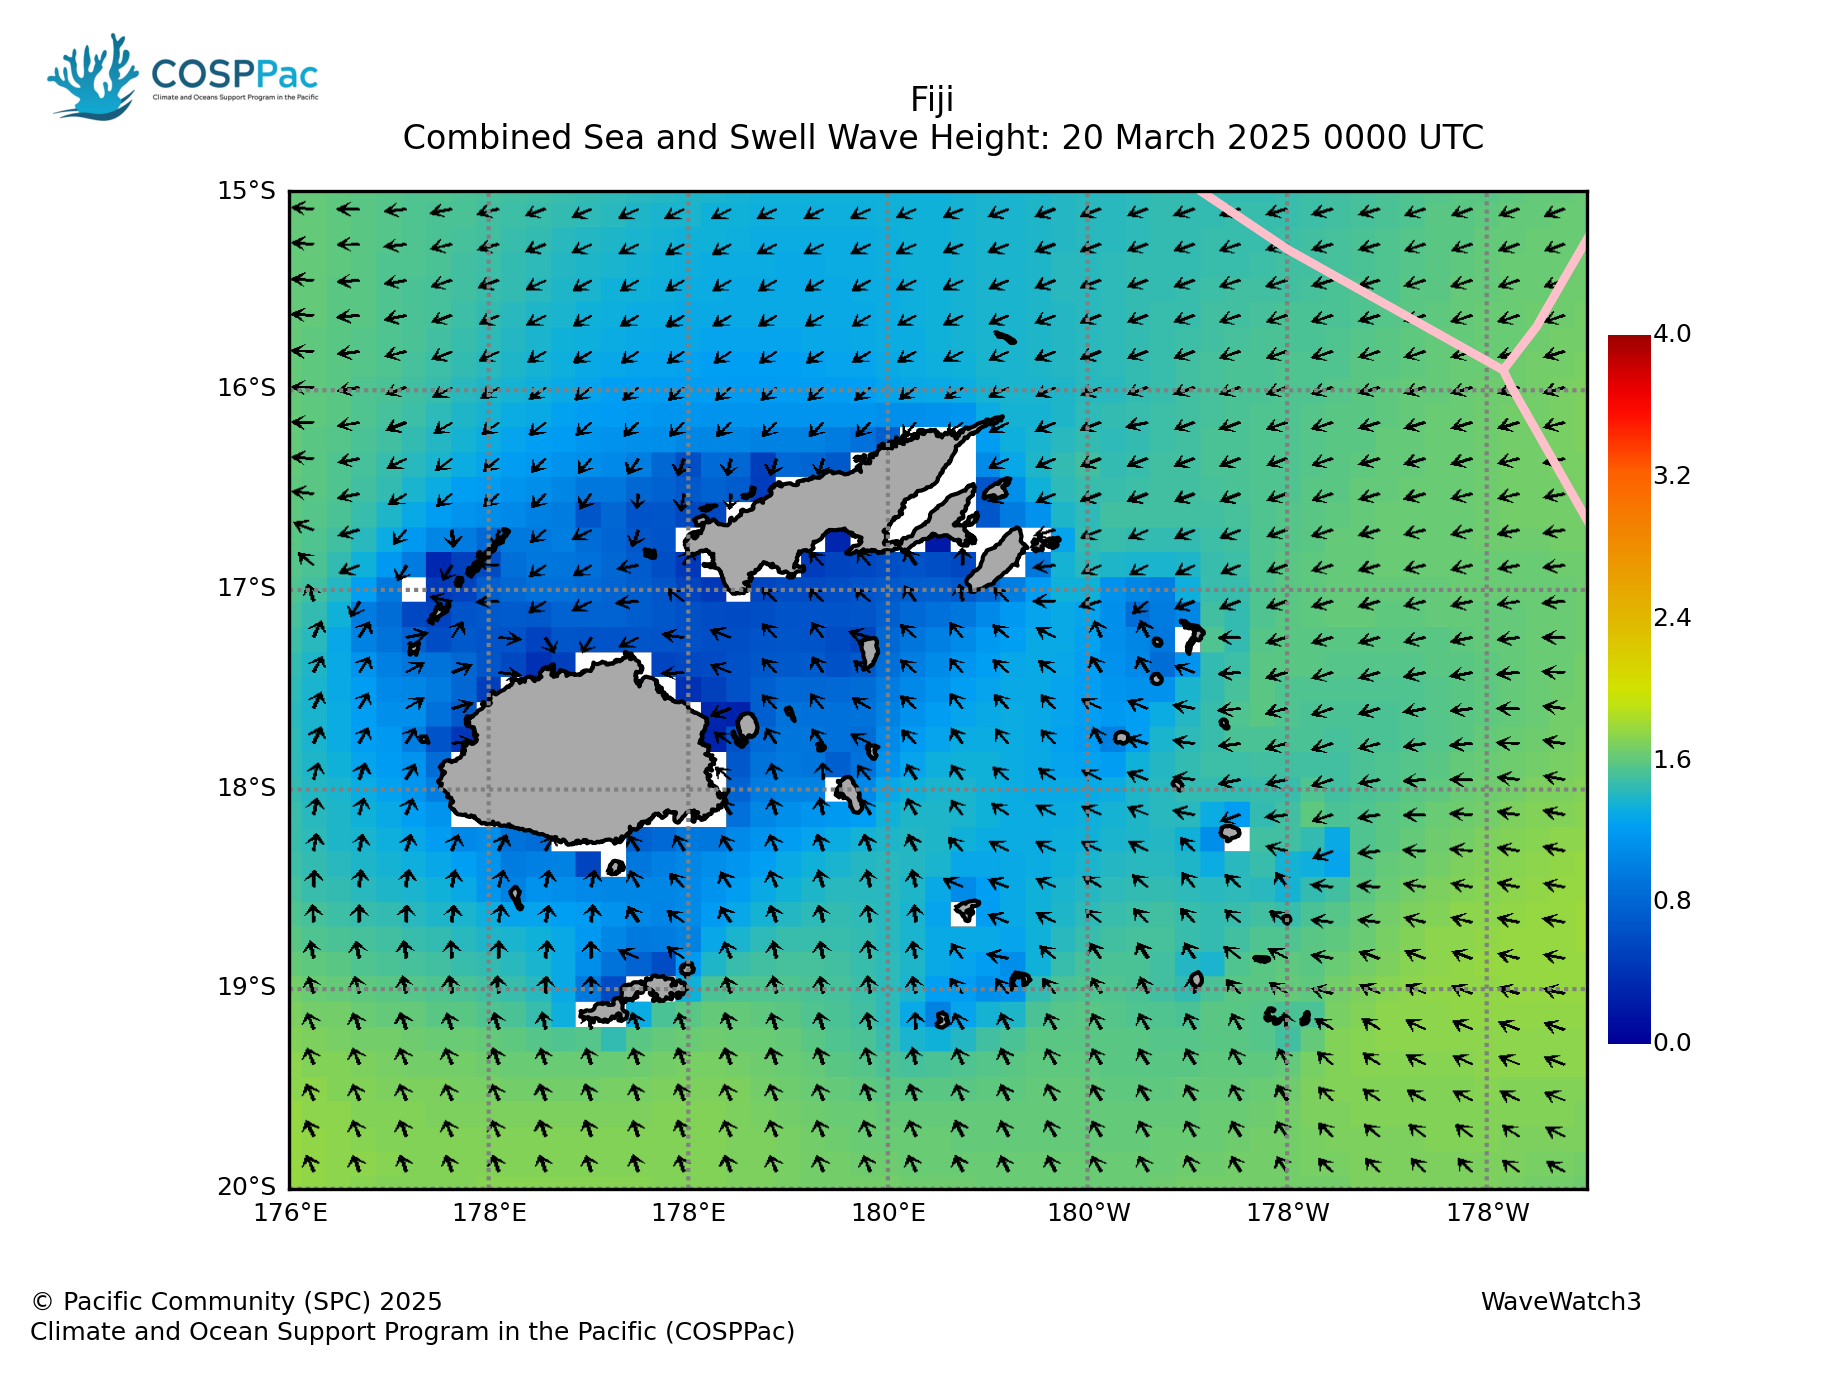 COSPPac
Climate and Oceans Support Program in the Pacific
Fiji
Combined Sea and Swell Wave Height: 20 March 2025 0000 UTC
15°S
16°S
17°S
18°S
19°S
20°S
176°E 178°E 178°E 180°E 180°W 178°W 178°W
4.0
3.2
2.4
1.6
0.8
0.0
© Pacific Community (SPC) 2025
Climate and Ocean Support Program in the Pacific (COSPPac)
WaveWatch3